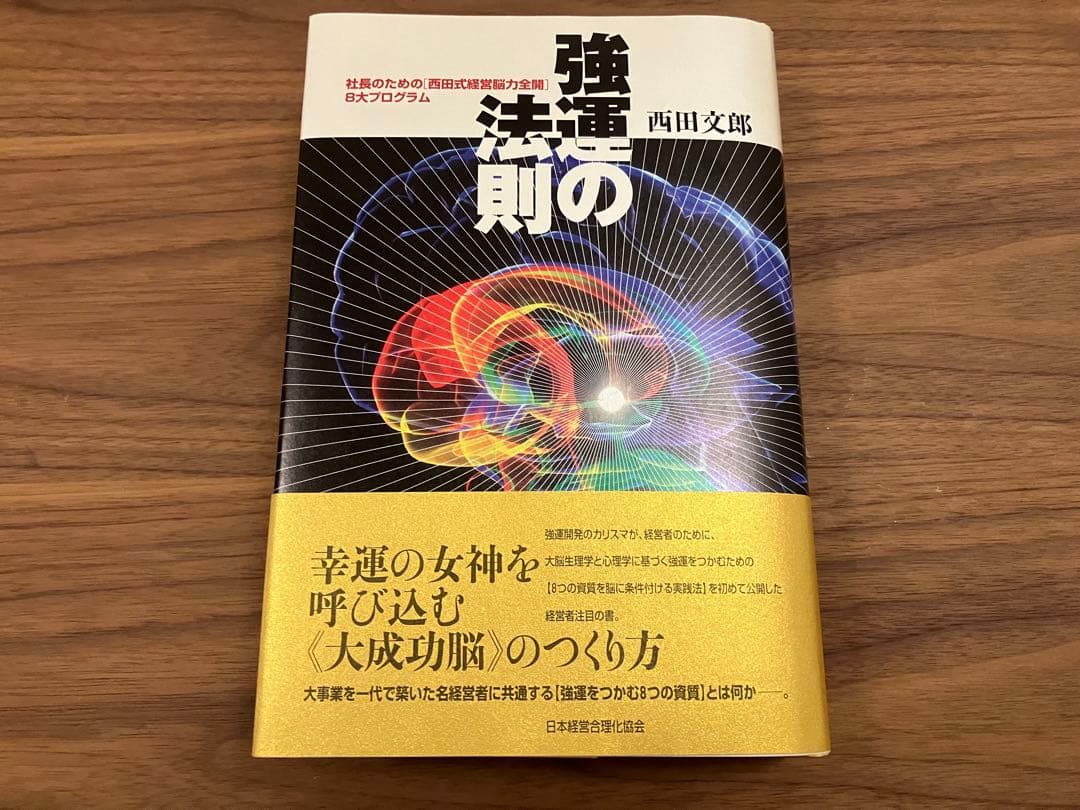 社長のための[西田式経営脳力全開]
8大プログラム
強運の
法則
西田文郎
幸運の女神を
呼び込む
《大成功脳》のつくり方
強運開発のカリスマが、経営者のために、
大脳生理学と心理学に基づく強運をつかむための
【8つの資質を脳に条件付ける実践法】を初めて公開した
経営者注目の書。
大事業を一代で築いた名経営者に共通する【強運をつかむ8つの資質】とは何か――。
日本経営合理化協会